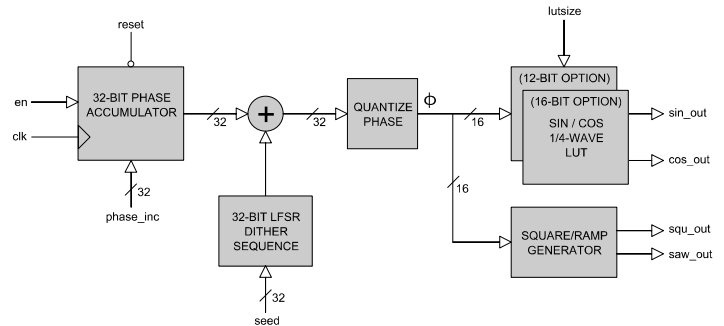 reset
lutsize
en
clk
32-BIT PHASE
ACCUMULATOR
32
+
32
QUANTIZE
PHASE
Φ
16
(12-BIT OPTION)
(16-BIT OPTION)
SIN / COS
1/4-WAVE
LUT
sin_out
cos_out
32
phase_inc
16
32-BIT LFSR
DITHER
SEQUENCE
SQUARE/RAMP
GENERATOR
squ_out
saw_out
32
seed